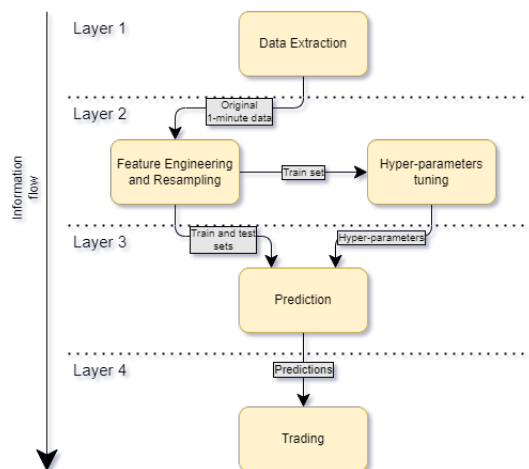 Layer 1
Data Extraction
Original
1-minute data
Layer 2
Feature Engineering
and Resampling
Train set
Hyper-parameters
tuning
Information
flow
Train and test
sets
Hyper-parameters
Layer 3
Prediction
Layer 4
Predictions
Trading